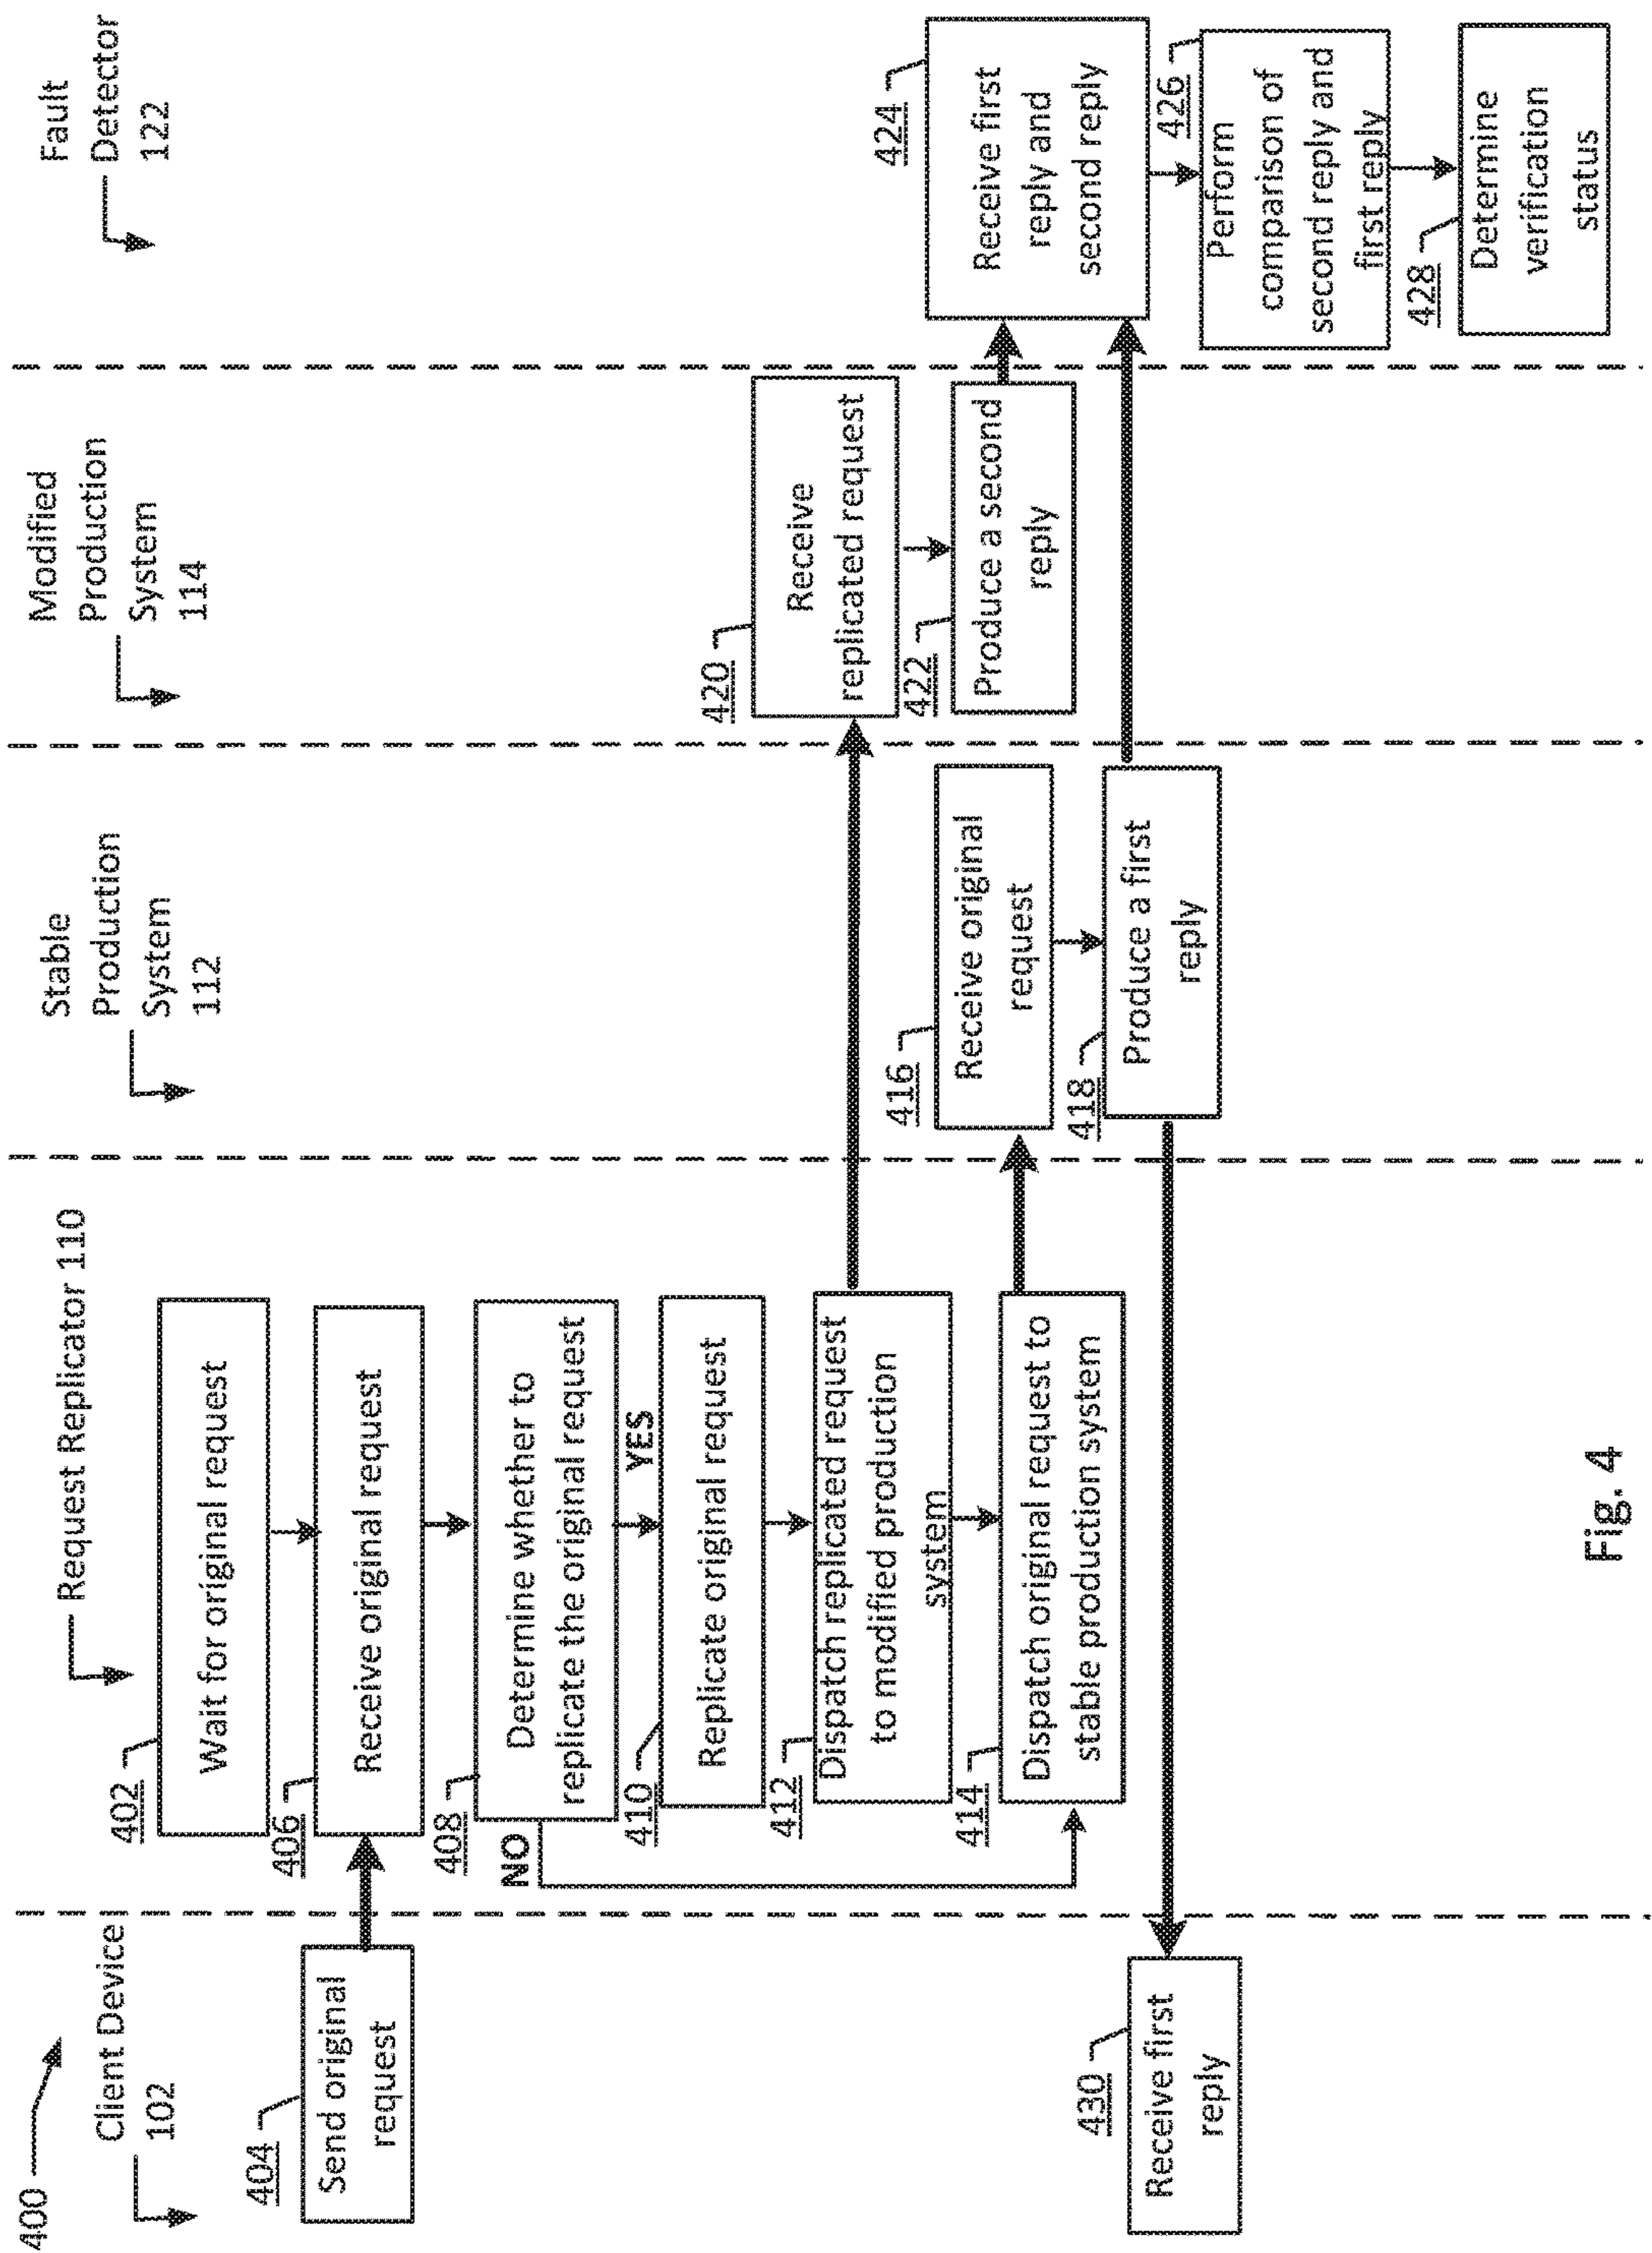 400
Client Device
102
Request Replicator 110
Stable
Production
System
112
Modified
Production
System
114
Fault
Detector
122
402
Wait for original request
404
Send original
request
406
Receive original request
408
Determine whether to
replicate the original request
NO
YES
410
Replicate original request
412
Dispatch replicated request
to modified production
system
414
Dispatch original request to
stable production system
416
Receive original
request
418
Produce a first
reply
420
Receive
replicated request
422
Produce a second
reply
424
Receive first
reply and
second reply
426
Perform
comparison of
second reply and
first reply
428
Determine
verification
status
430
Receive first
reply
Fig. 4